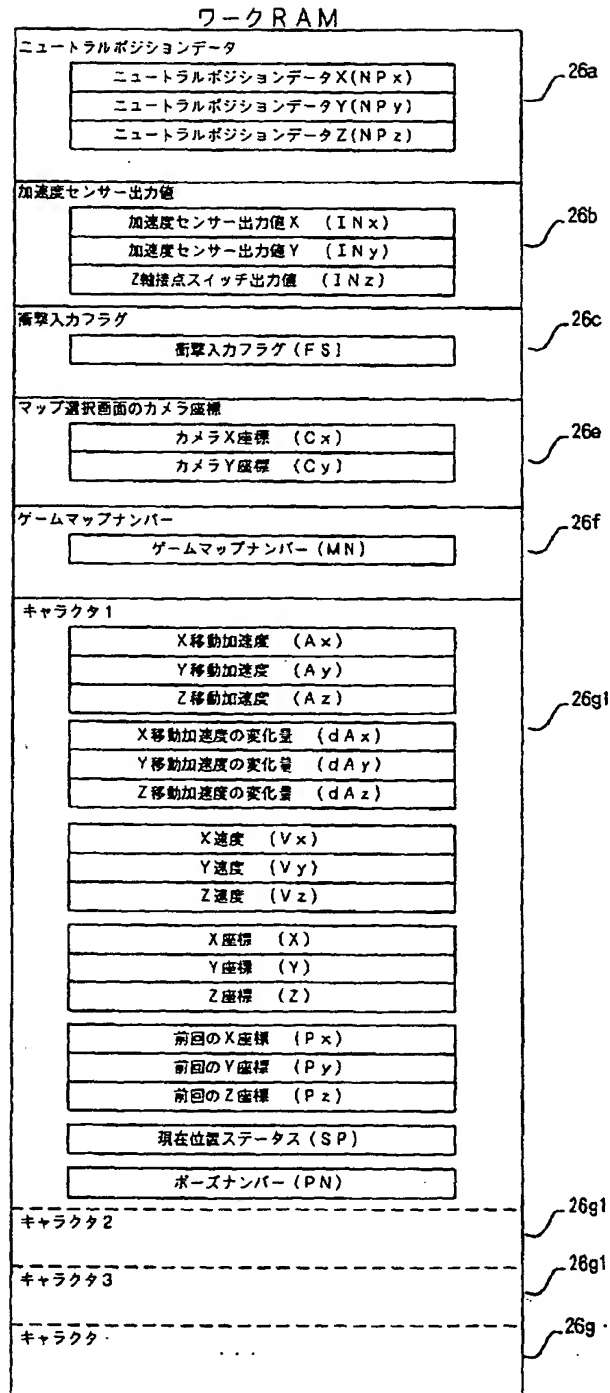 ワークRAM
ニュートラルポジションデータ
ニュートラルポジションデータX(NPx)
ニュートラルポジションデータY(NPy)
ニュートラルポジションデータZ(NPz)
26a
加速度センサー出力値
加速度センサー出力値X (INx)
加速度センサー出力値Y (INy)
Z軸接点スイッチ出力値 (INz)
26b
衝撃入力フラグ
衝撃入力フラグ(FS)
26c
マップ選択画面のカメラ座標
カメラX座標 (Cx)
カメラY座標 (Cy)
26e
ゲームマップナンバー
ゲームマップナンバー(MN)
26f
キャラクタ1
X移動加速度 (Ax)
Y移動加速度 (Ay)
Z移動加速度 (Az)
26g1
X移動加速度の変化量 (dAx)
Y移動加速度の変化量 (dAy)
Z移動加速度の変化量 (dAz)
X速度 (Vx)
Y速度 (Vy)
Z速度 (Vz)
X座標 (X)
Y座標 (Y)
Z座標 (Z)
前回のX座標 (Px)
前回のY座標 (Py)
前回のZ座標 (Pz)
現在位置ステータス(SP)
ポーズナンバー(PN)
キャラクタ2
26g1
キャラクタ3
26g1
キャラクタ・
26g・
・・・